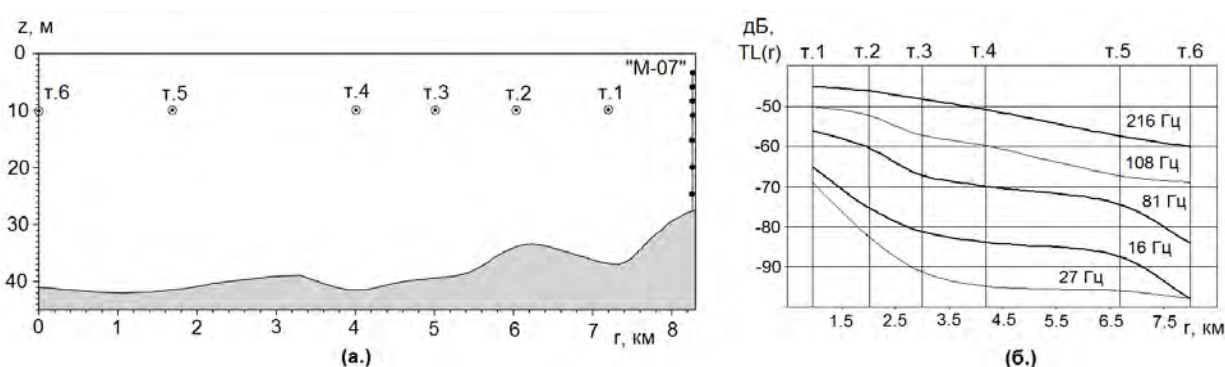 z, м
0
10
20
30
40
"М-07"
т.6 т.5 т.4 т.3 т.2 т.1
0 1 2 3 4 5 6 7 8
r, км
(а.)
дБ,
TL(r)
т.1 т.2 т.3 т.4 т.5 т.6
-50
-60
-70
-80
-90
216 Гц
108 Гц
81 Гц
16 Гц
27 Гц
1.5 2.5 3.5 4.5 5.5 6.5 7.5 r, км
(б.)